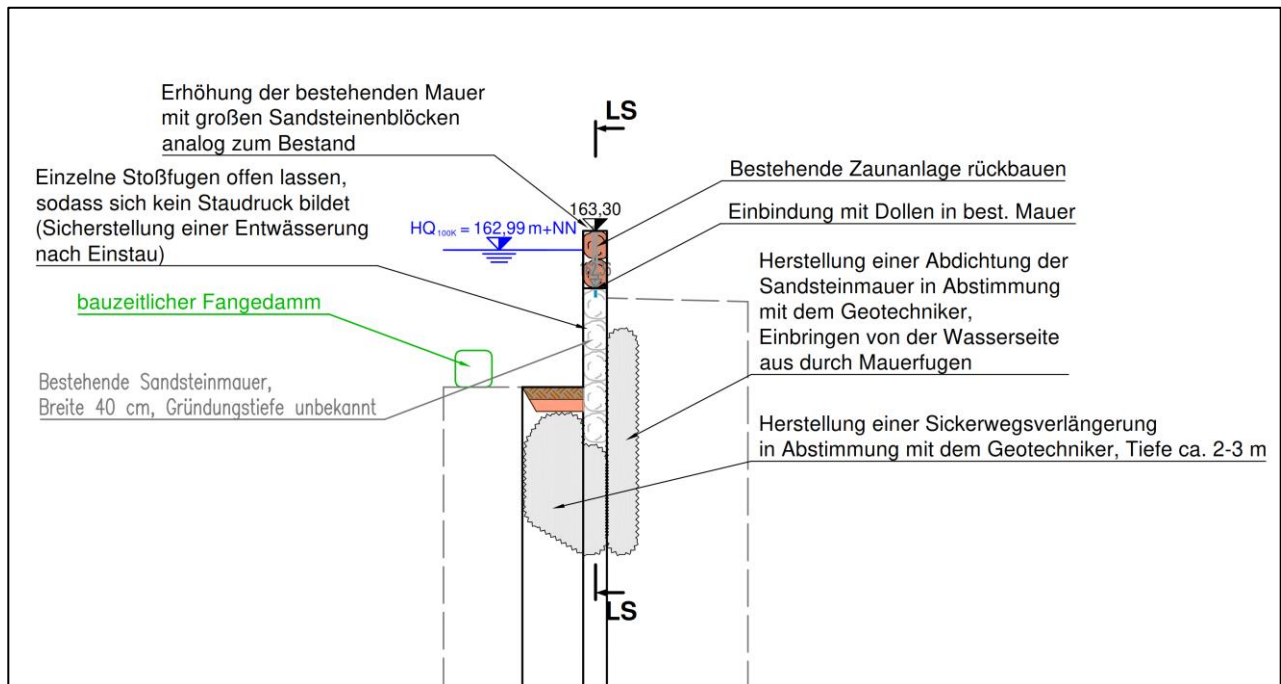 Erhöhung der bestehenden Mauer
mit großen Sandsteinenblöcken
analog zum Bestand
LS
Einzelne Stoßfugen offen lassen,
sodass sich kein Staudruck bildet
(Sicherstellung einer Entwässerung
nach Einstau)
Bestehende Zaunanlage rückbauen
163,30
Einbindung mit Dollen in best. Mauer
HQ100K = 162,99 m+NN
Herstellung einer Abdichtung der
Sandsteinmauer in Abstimmung
mit dem Geotechniker,
Einbringen von der Wasserseite
aus durch Mauerfugen
bauzeitlicher Fangedamm
Bestehende Sandsteinmauer,
Breite 40 cm, Gründungstiefe unbekannt
Herstellung einer Sickerwegsverlängerung
in Abstimmung mit dem Geotechniker, Tiefe ca. 2-3 m
LS